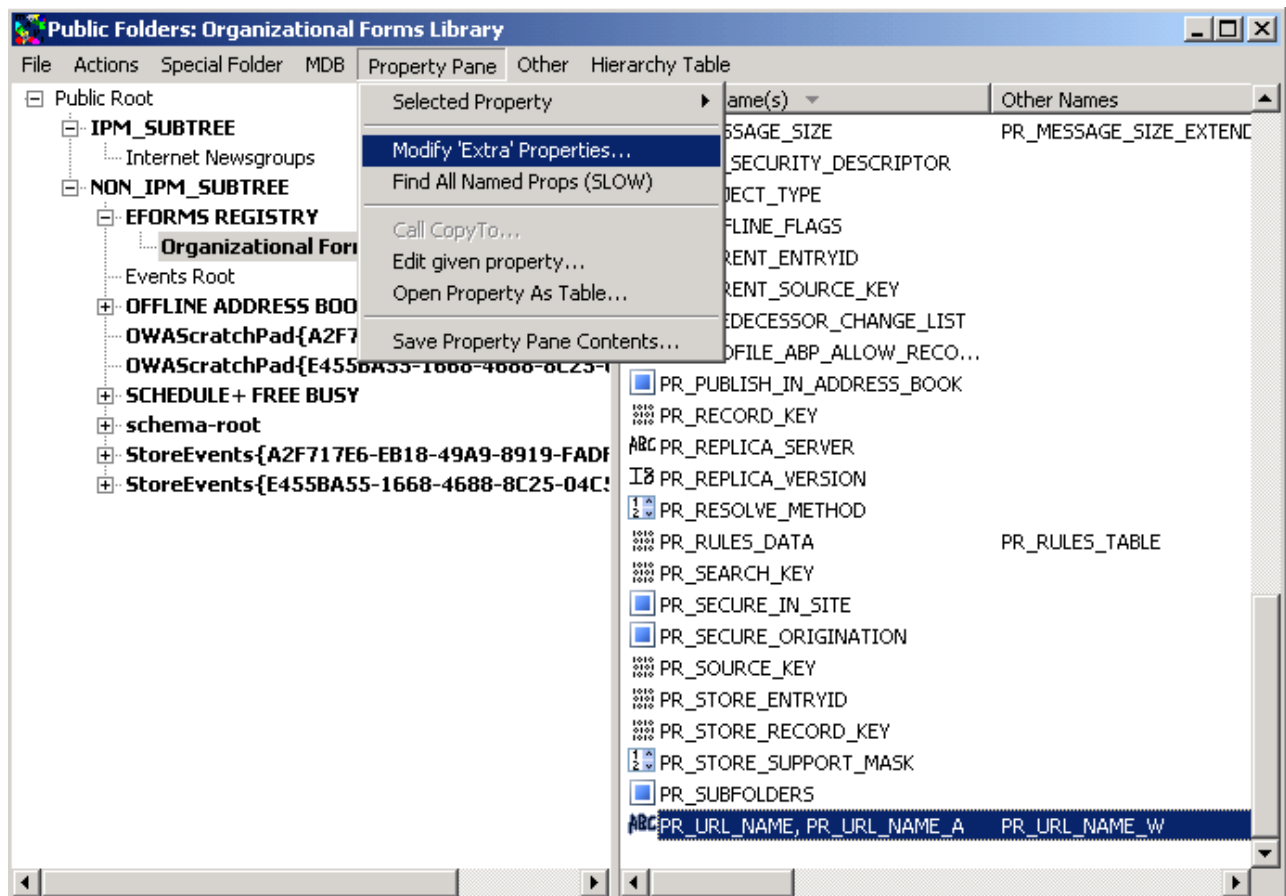 Public Folders: Organizational Forms Library
File Actions Special Folder MDB Property Pane Other Hierarchy Table
Public Root
IPM_SUBTREE
Internet Newsgroups
NON_IPM_SUBTREE
EFORMS REGISTRY
Organizational For
Events Root
OFFLINE ADDRESS BOO
OWAScratchPad{A2F7
OWAScratchPad{E455BA55-1668-4688-8C25-
SCHEDULE+ FREE BUSY
schema-root
StoreEvents{A2F717E6-EB18-49A9-8919-FADF
StoreEvents{E455BA55-1668-4688-8C25-04C5
Selected Property
Modify 'Extra' Properties...
Find All Named Props (SLOW)
Call CopyTo...
Edit given property...
Open Property As Table...
Save Property Pane Contents...
ame(s) Other Names
SSAGE_SIZE PR_MESSAGE_SIZE_EXTEND
_SECURITY_DESCRIPTOR
JECT_TYPE
FLINE_FLAGS
RENT_ENTRYID
RENT_SOURCE_KEY
EDECESSOR_CHANGE_LIST
OFILE_ABP_ALLOW_RECO...
PR_PUBLISH_IN_ADDRESS_BOOK
PR_RECORD_KEY
ABC PR_REPLICA_SERVER
I8 PR_REPLICA_VERSION
PR_RESOLVE_METHOD
PR_RULES_DATA PR_RULES_TABLE
PR_SEARCH_KEY
PR_SECURE_IN_SITE
PR_SECURE_ORIGINATION
PR_SOURCE_KEY
PR_STORE_ENTRYID
PR_STORE_RECORD_KEY
PR_STORE_SUPPORT_MASK
PR_SUBFOLDERS
ABC PR_URL_NAME, PR_URL_NAME_A PR_URL_NAME_W